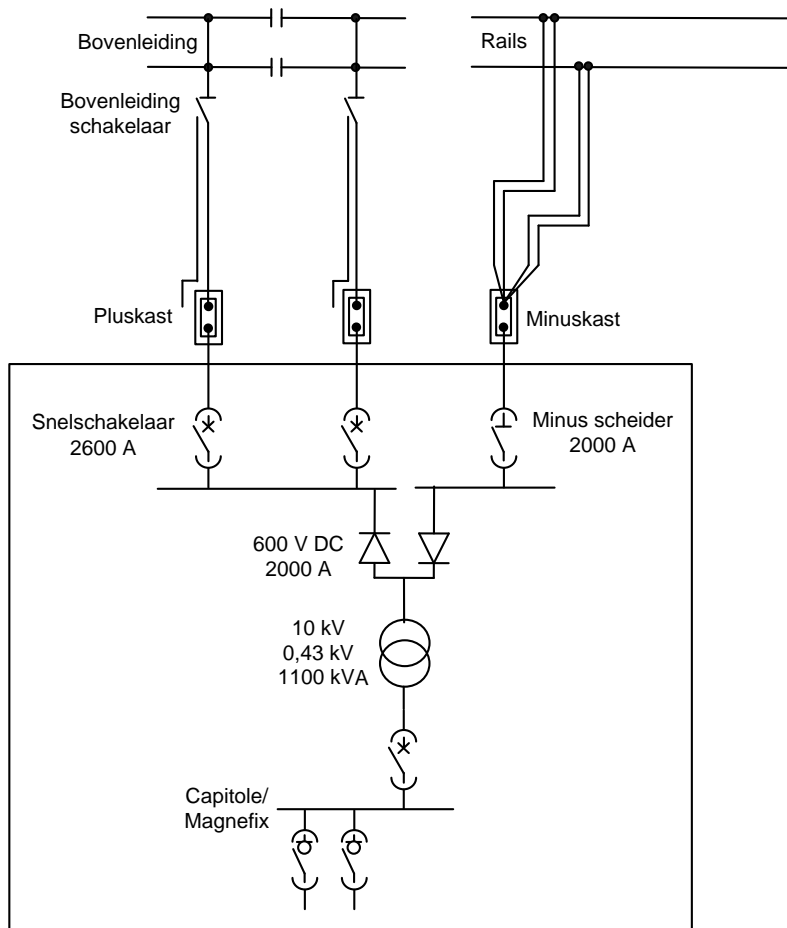 Bovenleiding
Rails
Bovenleiding
schakelaar
Pluskast
Minuskast
Snelschakelaar
2600 A
Minus scheider
2000 A
600 V DC
2000 A
10 kV
0,43 kV
1100 kVA
Capitole/
Magnefix